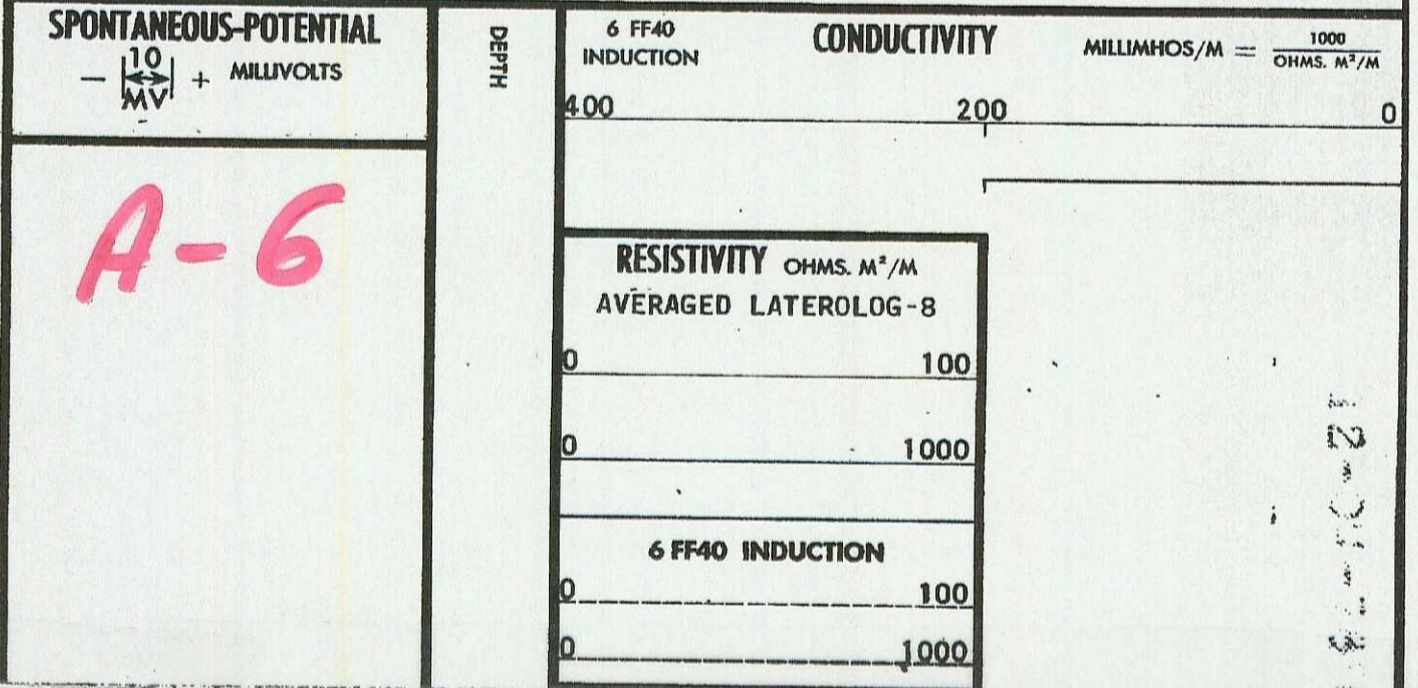 SPONTANEOUS-POTENTIAL
- |10 MV| + MILLIVOLTS
DEPTH
6 FF40
INDUCTION
CONDUCTIVITY
MILLIMHOS/M = 1000
OHMS. M²/M
400 200 0
A-6
RESISTIVITY OHMS. M²/M
AVERAGED LATEROLOG-8
0 100
0 1000
6 FF40 INDUCTION
0 100
0 1000